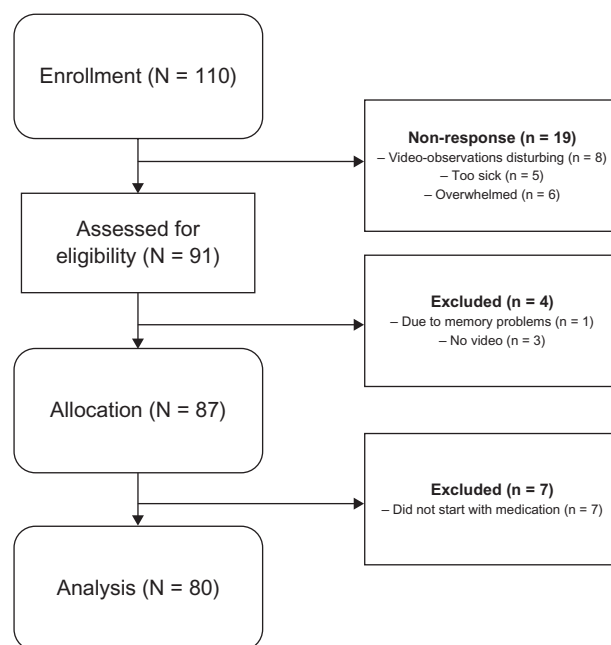 Enrollment (N = 110)
Non-response (n = 19)
– Video-observations disturbing (n = 8)
– Too sick (n = 5)
– Overwhelmed (n = 6)
Assessed for
eligibility (N = 91)
Excluded (n = 4)
– Due to memory problems (n = 1)
– No video (n = 3)
Allocation (N = 87)
Excluded (n = 7)
– Did not start with medication (n = 7)
Analysis (N = 80)